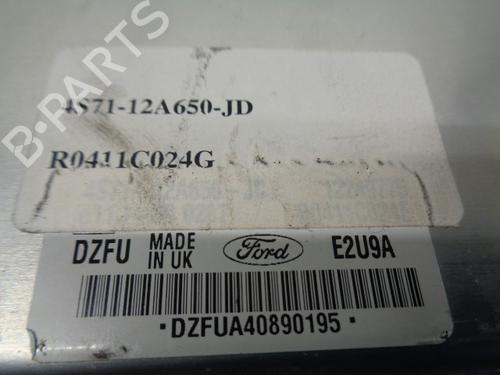 B-PARTS
4S71-12A650-JD
R0411C024G
DZFU MADE IN UK Ford E2U9A
·DZFUA40890195·